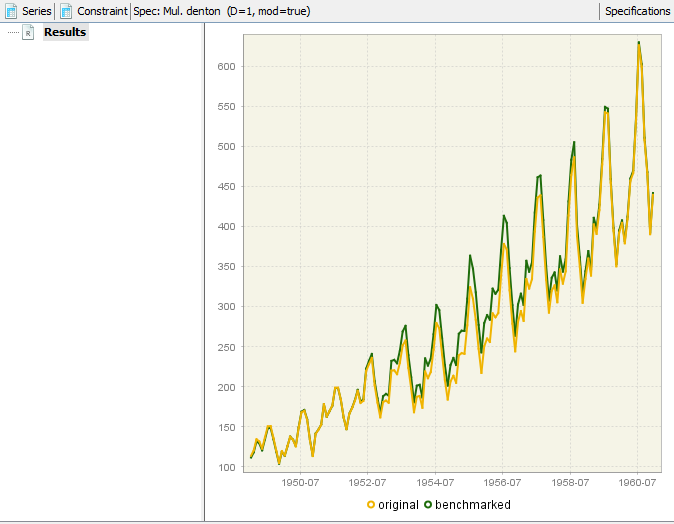 Series Constraint Spec: Mul. denton (D=1, mod=true) Specifications
R Results
600
550
500
450
400
350
300
250
200
150
100
1950-07 1952-07 1954-07 1956-07 1958-07 1960-07
original benchmarked